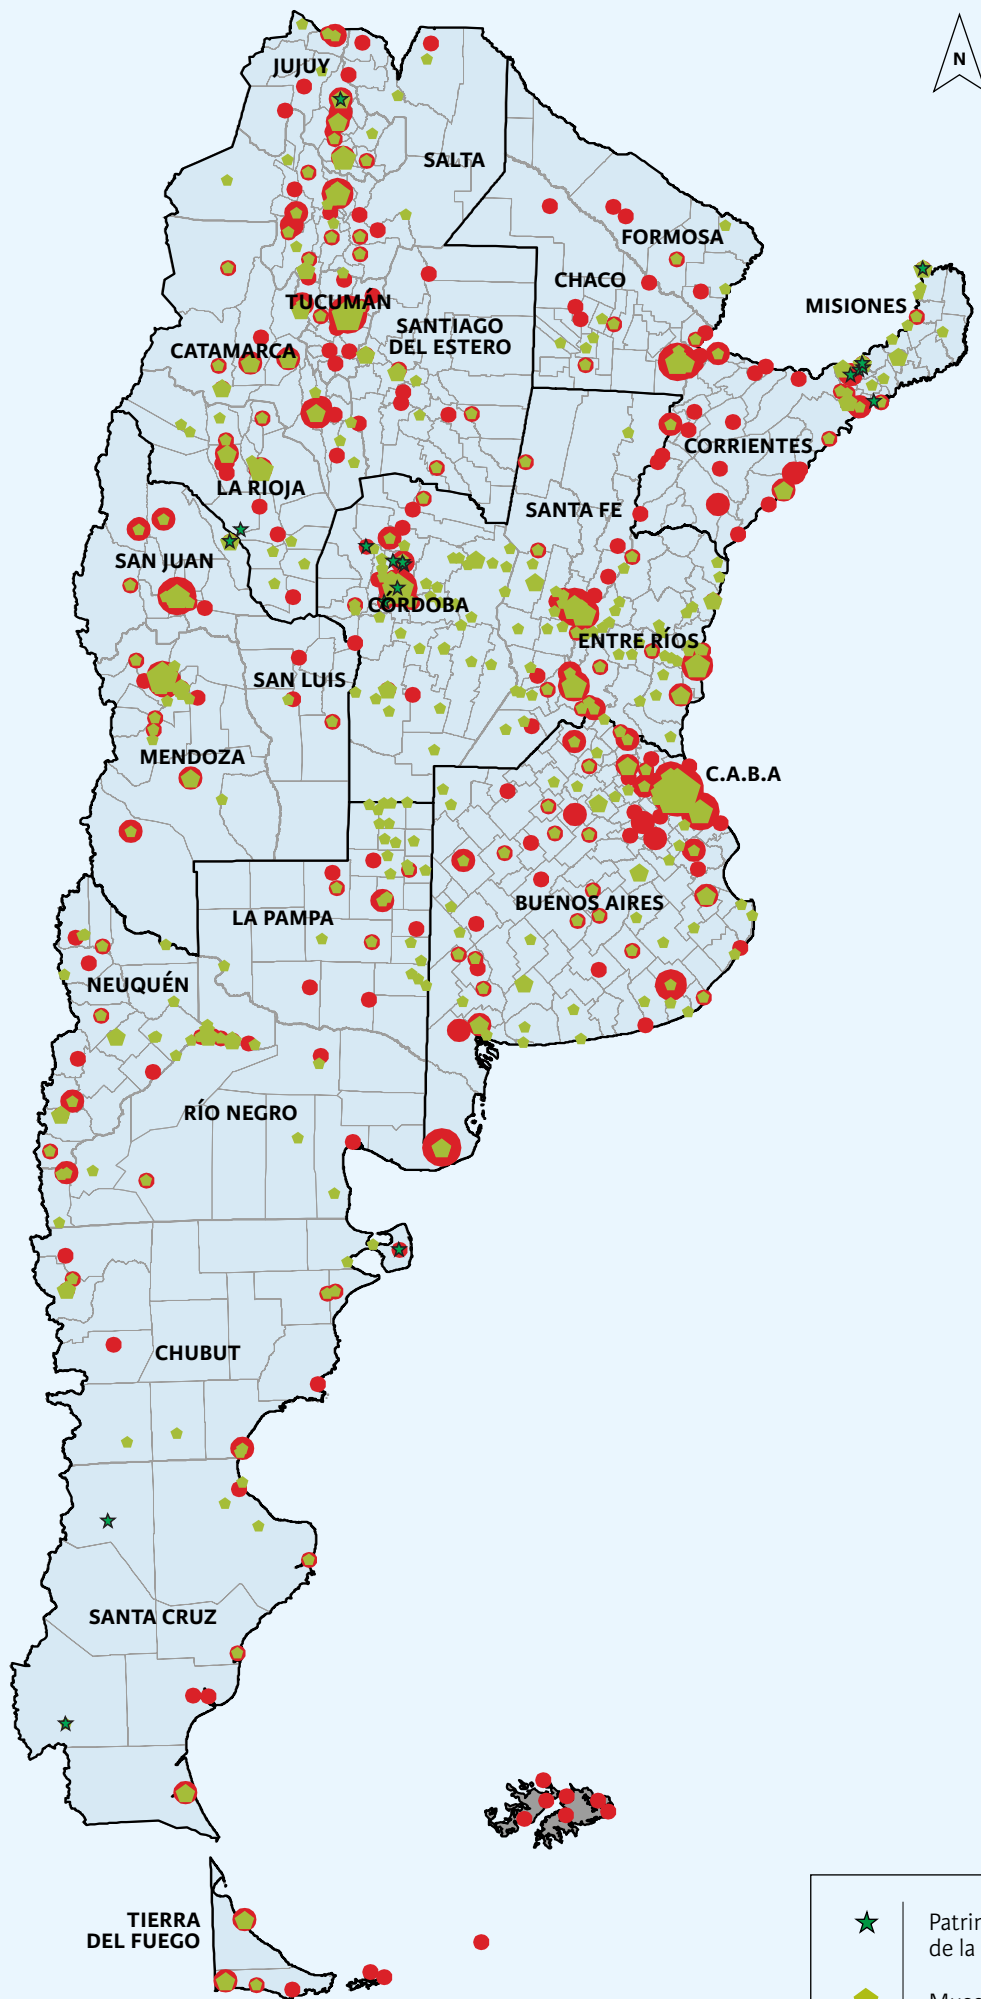 N
JUJUY
SALTA
FORMOSA
CHACO
MISIONES
TUCUMÁN
SANTIAGO
DEL ESTERO
CATAMARCA
CORRIENTES
LA RIOJA
SANTA FE
SAN JUAN
CÓRDOBA
ENTRE RÍOS
SAN LUIS
MENDOZA
C.A.B.A
BUENOS AIRES
LA PAMPA
NEUQUÉN
RÍO NEGRO
CHUBUT
SANTA CRUZ
TIERRA
DEL FUEGO
de la